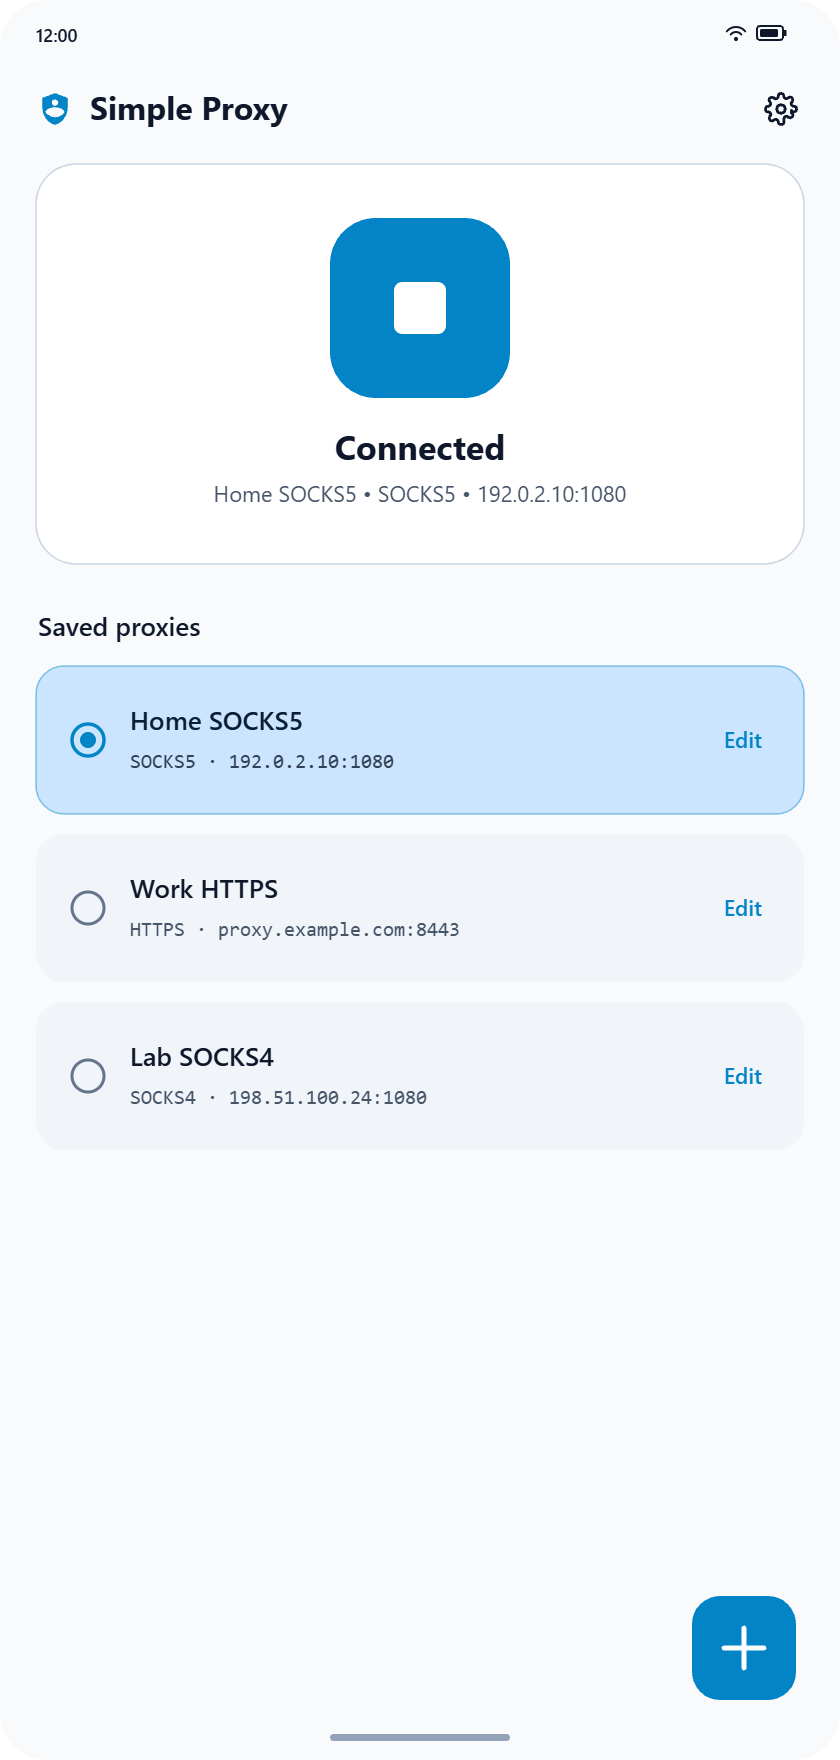 12:00
Simple Proxy
Connected
Home SOCKS5 • SOCKS5 • 192.0.2.10:1080
Saved proxies
Home SOCKS5
SOCKS5 · 192.0.2.10:1080
Edit
Work HTTPS
HTTPS · proxy.example.com:8443
Edit
Lab SOCKS4
SOCKS4 · 198.51.100.24:1080
Edit